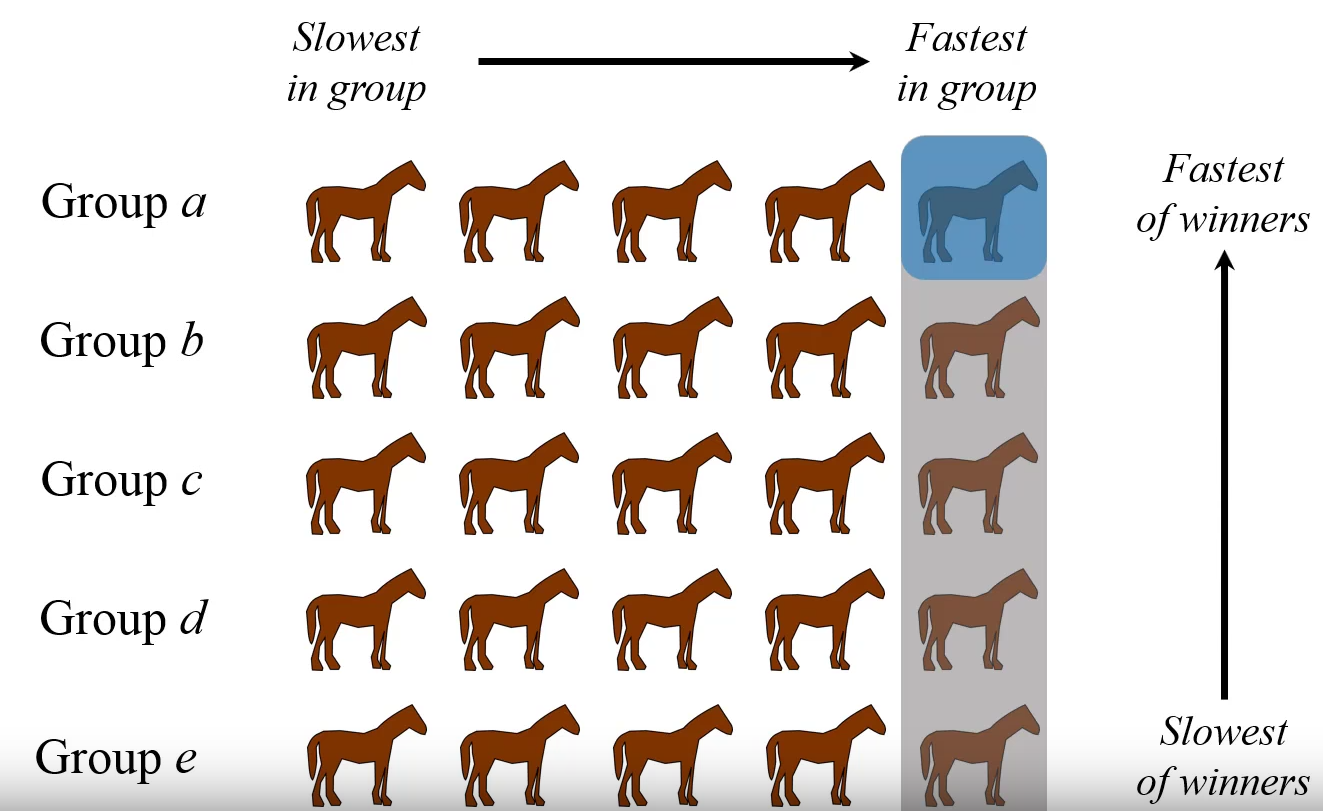 Slowest
in group
Fastest
in group
Group a
Fastest
of winners
Group b
Group c
Group d
Group e
Slowest
of winners